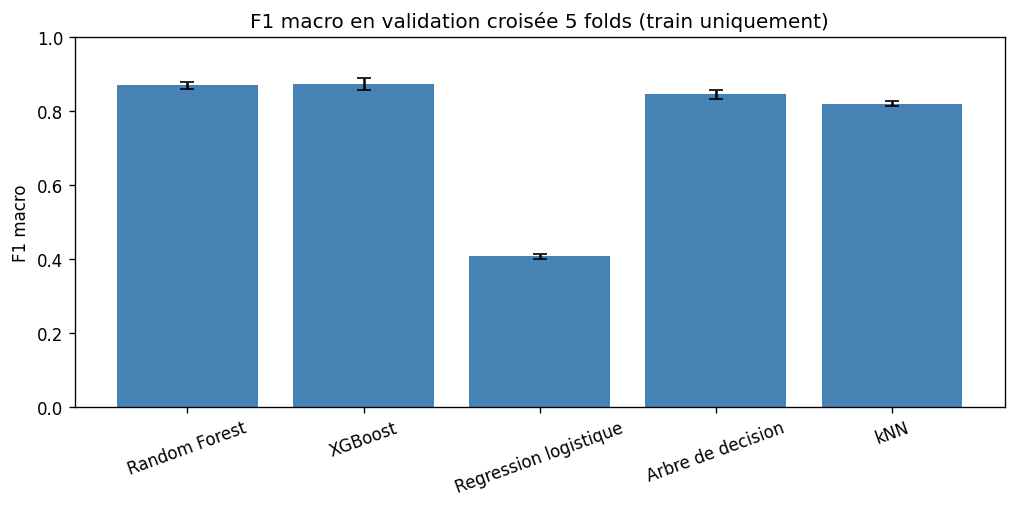 F1 macro en validation croisée 5 folds (train uniquement)
F1 macro
1.0
0.8
0.6
0.4
0.2
0.0
Random Forest
XGBoost
Regression logistique
Arbre de decision
kNN